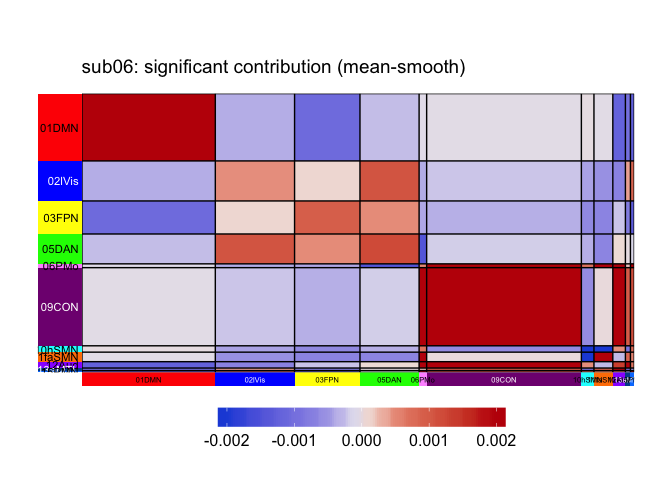 sub06: significant contribution (mean-smooth)
01DMN
02lVis
03FPN
05DAN
06PMo
09CON
01DMN
02lVis
03FPN
05DAN
06PMo
09CON
-0.002 -0.001 0.000 0.001 0.002